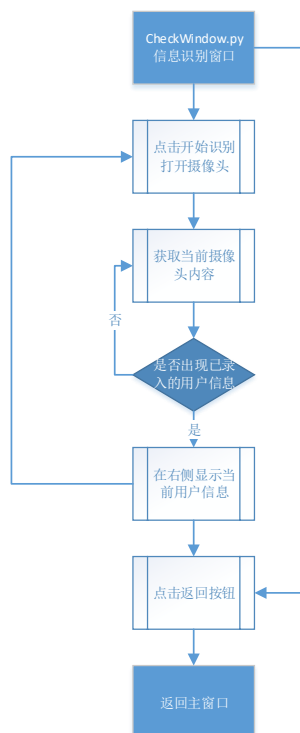 CheckWindow.py
信息识别窗口
点击开始识别
打开摄像头
获取当前摄像
头内容
否
是否出现已录
入的用户信息
是
在右侧显示当
前用户信息
点击返回按钮
返回主窗口